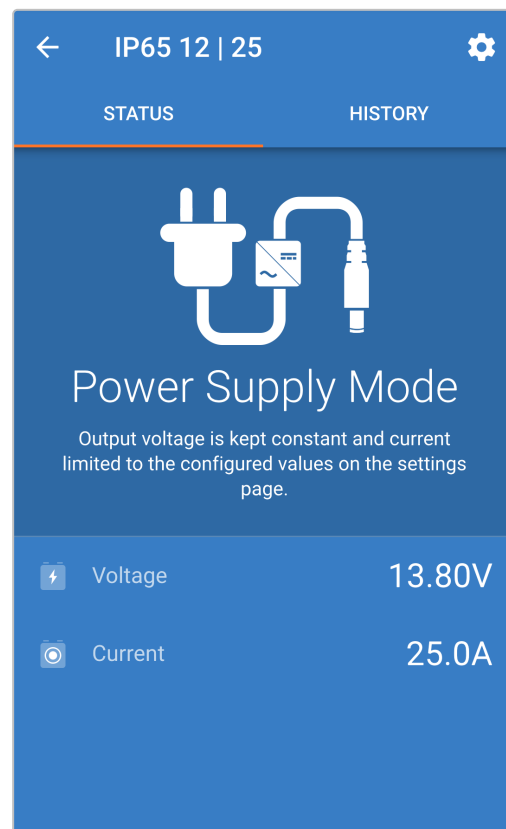 IP65 12 | 25
STATUS
HISTORY
Power Supply Mode
Output voltage is kept constant and current
limited to the configured values on the settings
page.
Voltage
13.80V
Current
25.0A